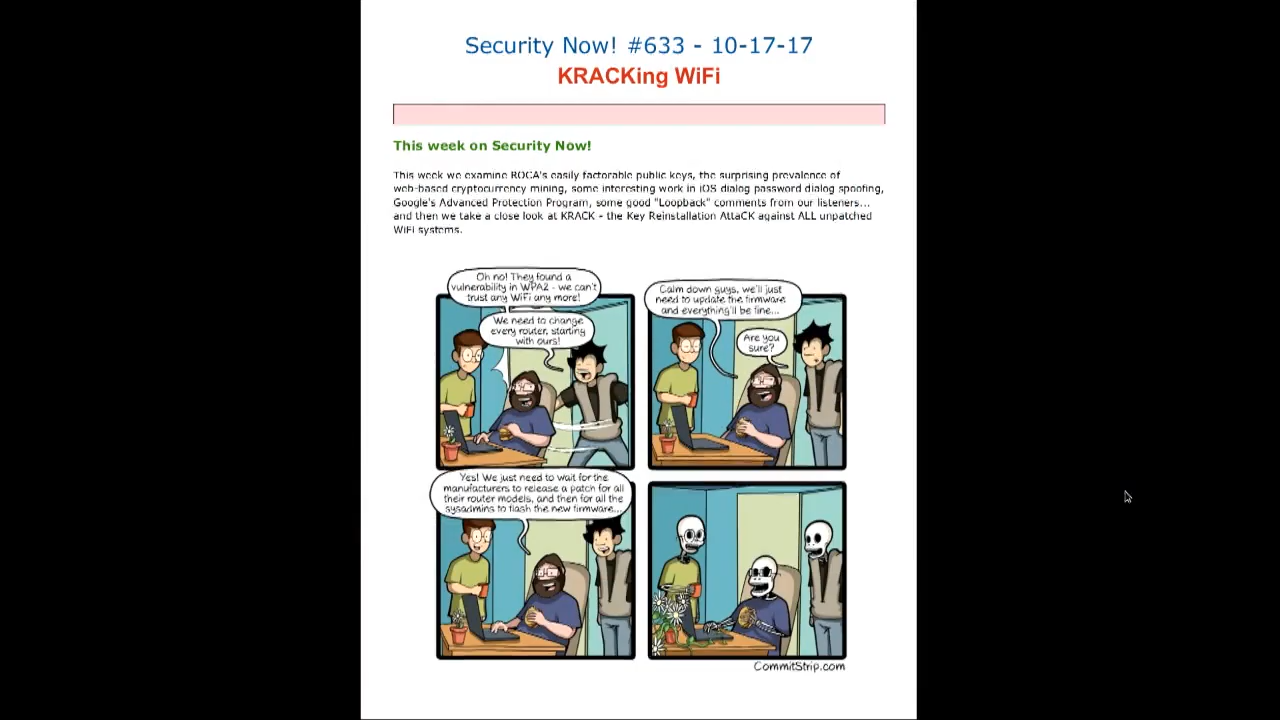 Security Now! #633 - 10-17-17
KRACKing WiFi
This week on Security Now!
This week we examine ROCA's easily factorable public keys, the surprising prevalence of
web-based cryptocurrency mining, some interesting work in iOS dialog password dialog spoofing,
Google's Advanced Protection Program, some good "Loopback" comments from our listeners...
and then we take a close look at KRACK - the Key Reinstallation AttaCK against ALL unpatched
WiFi systems.
Oh no! They found a
vulnerability in WPA2 - we can't
trust any WiFi any more!
We need to change
every router, starting
with ours!
Calm down guys, we'll just
need to update the firmware
and everything'll be fine...
Are you
sure?
Yes! We just need to wait for the
manufacturers to release a patch for all
their router models, and then for all the
sysadmins to flash the new firmware...
CommitStrip.com